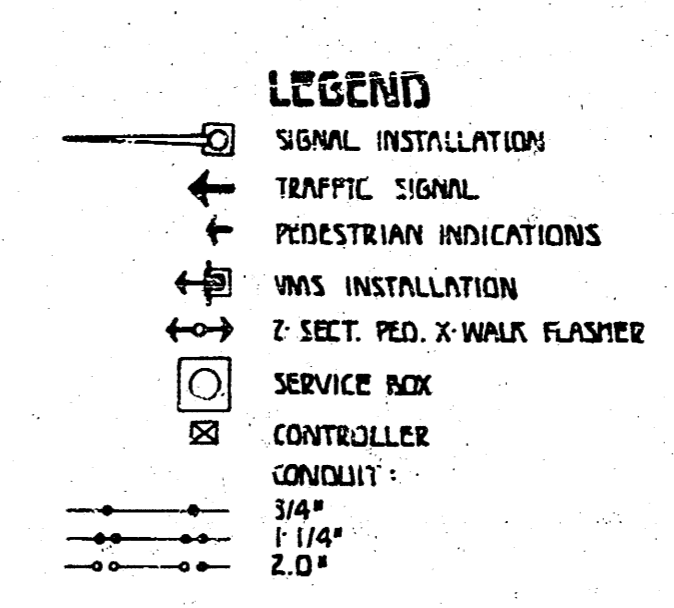 LEGEND
SIGNAL INSTALLATION
TRAFFIC SIGNAL
PEDESTRIAN INDICATIONS
VMS INSTALLATION
2-SECT. PED. X-WALK FLASHER
SERVICE BOX
CONTROLLER
CONDUIT:
3/4"
1-1/4"
2.0"